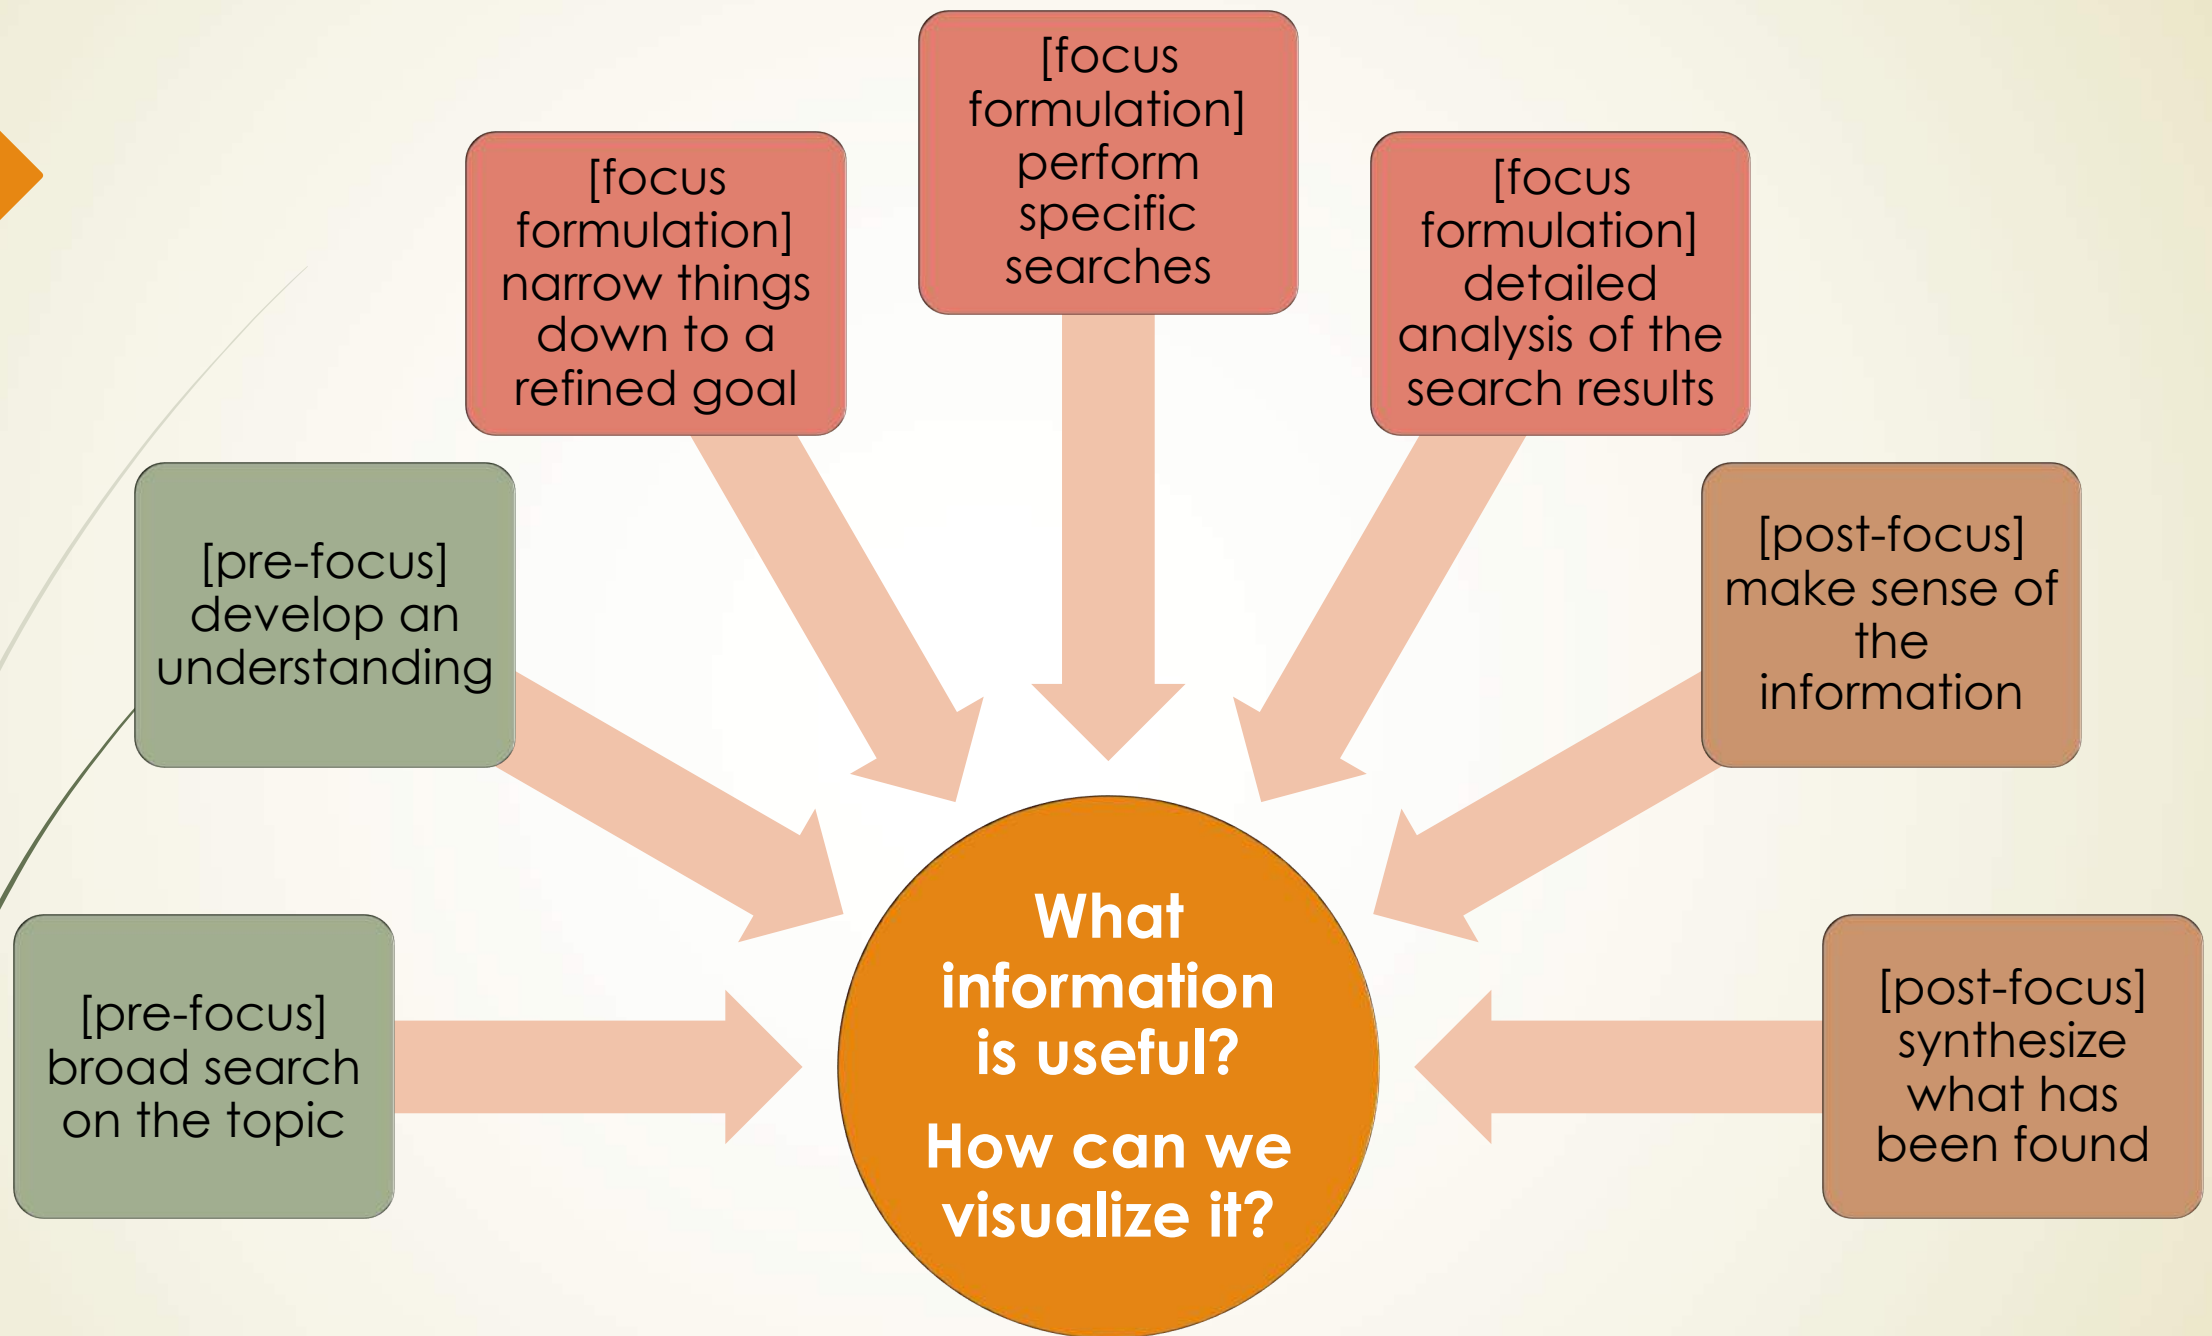 [pre-focus]
broad search
on the topic
[pre-focus]
develop an
understanding
[focus
formulation]
narrow things
down to a
refined goal
[focus
formulation]
perform
specific
searches
[focus
formulation]
detailed
analysis of the
search results
[post-focus]
make sense of
the
information
[post-focus]
synthesize
what has
been found
What
information
is useful?
How can we
visualize it?